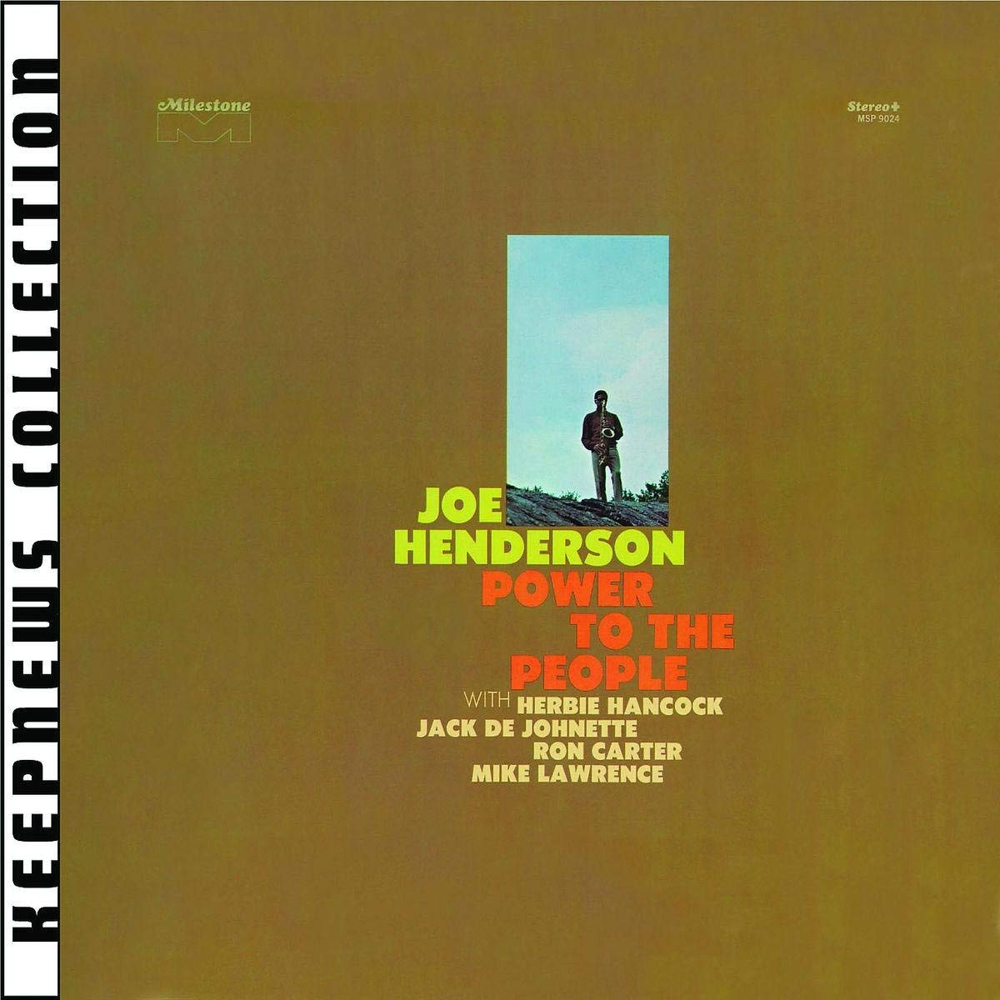 KEEPNEWS COLLECTION
Milestone
Stereo+
MSP 9024
JOE
HENDERSON
POWER
TO THE
PEOPLE
WITH HERBIE HANCOCK
JACK DE JOHNETTE
RON CARTER
MIKE LAWRENCE